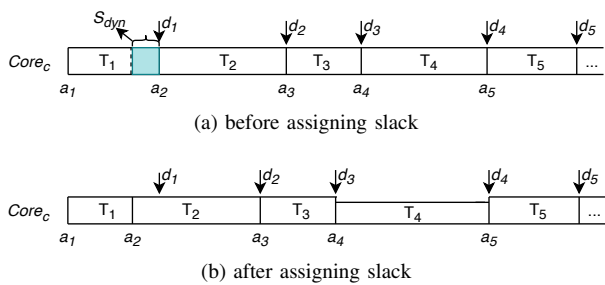 S_dyn d_1 d_2 d_3 d_4 d_5
Core_c T_1 T_2 T_3 T_4 T_5 ...
a_1 a_2 a_3 a_4 a_5
(a) before assigning slack
d_1 d_2 d_3 d_4 d_5
Core_c T_1 T_2 T_3 T_4 T_5 ...
a_1 a_2 a_3 a_4 a_5
(b) after assigning slack